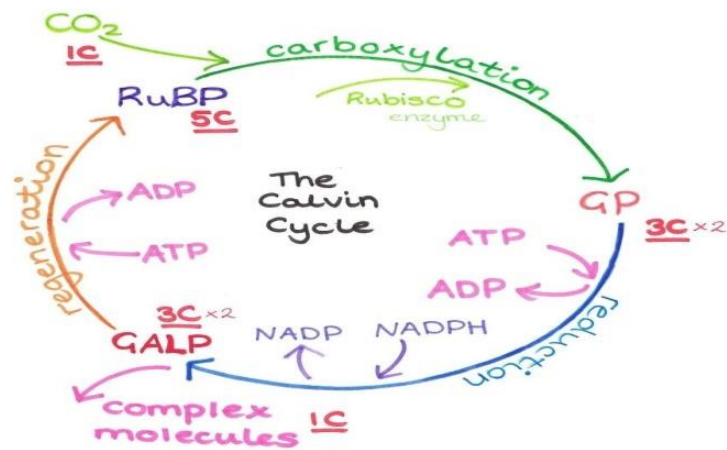 CO2
1C
carboxylation
RuBP
5C
Rubisco
enzyme
The
Calvin
Cycle
GP
3C ×2
ATP
ADP
reduction
NADPH
NADP
3C ×2
GALP
complex
molecules
1C
regeneration
ATP
ADP